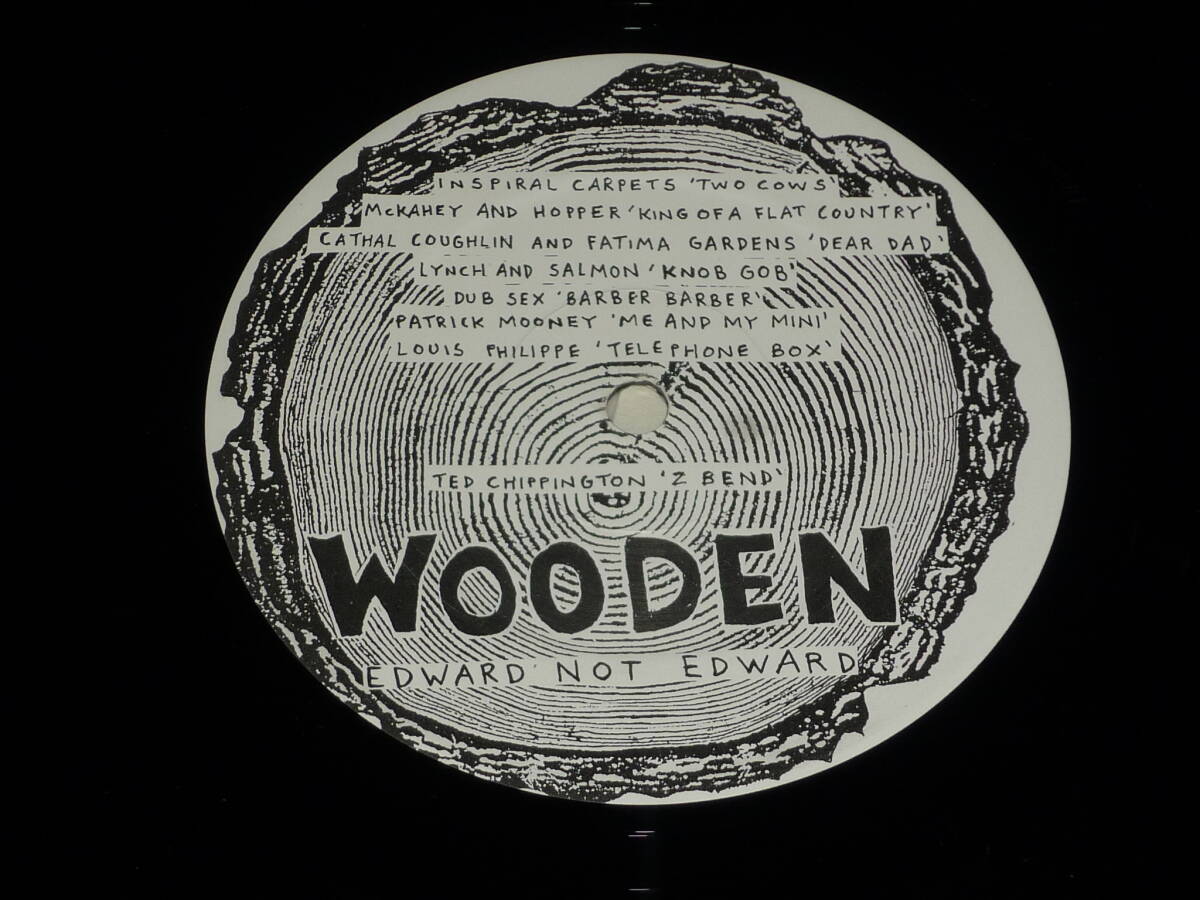 INSPIRAL CARPETS 'TWO COWS'
McKAHEY AND HOPPER 'KING OF A FLAT COUNTRY'
CATHAL COUGHLIN AND FATIMA GARDENS 'DEAR DAD'
LYNCH AND SALMON 'KNOB GOB'
DUB SEX 'BARBER BARBER'
PATRICK MOONEY 'ME AND MY MINI'
LOUIS PHILIPPE 'TELEPHONE BOX'
TED CHIPPINGTON 'Z BEND'
WOODEN
EDWARD NOT EDWARD